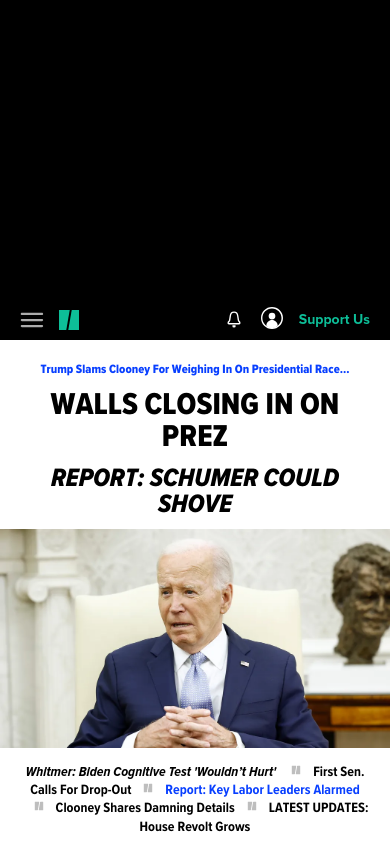 Support Us
Trump Slams Clooney For Weighing In On Presidential Race...
WALLS CLOSING IN ON
PREZ
REPORT: SCHUMER COULD
SHOVE
Whitmer: Biden Cognitive Test 'Wouldn't Hurt' First Sen.
Calls For Drop-Out Report: Key Labor Leaders Alarmed
Clooney Shares Damning Details LATEST UPDATES:
House Revolt Grows